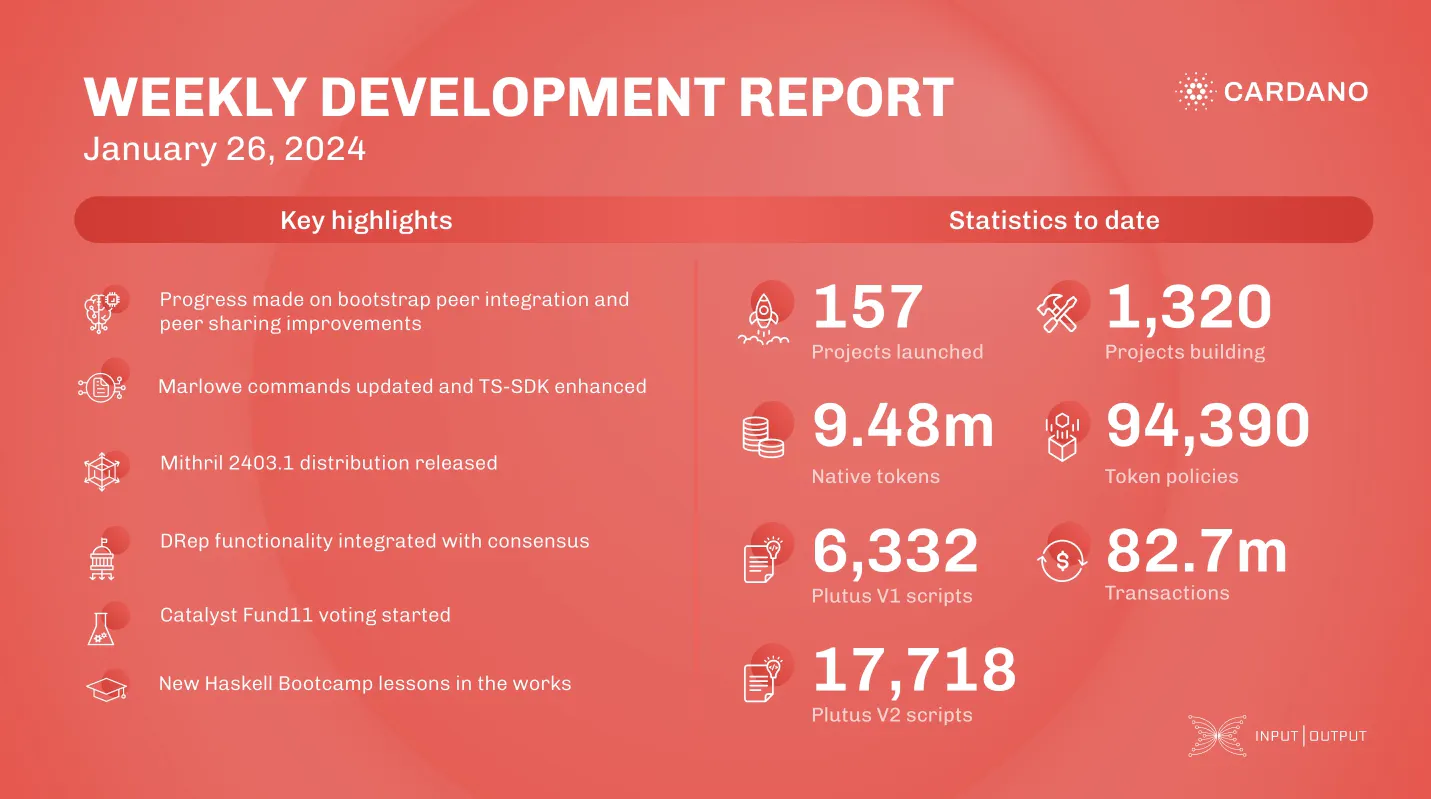 WEEKLY DEVELOPMENT REPORT
January 26, 2024
CARDANO
Key highlights
Progress made on bootstrap peer integration and
peer sharing improvements
Marlowe commands updated and TS-SDK enhanced
Mithril 2403.1 distribution released
DRep functionality integrated with consensus
Catalyst Fund11 voting started
New Haskell Bootcamp lessons in the works
Statistics to date
157
Projects launched
1,320
Projects building
9.48m
Native tokens
94,390
Token policies
6,332
Plutus V1 scripts
82.7m
Transactions
17,718
Plutus V2 scripts
INPUT|OUTPUT